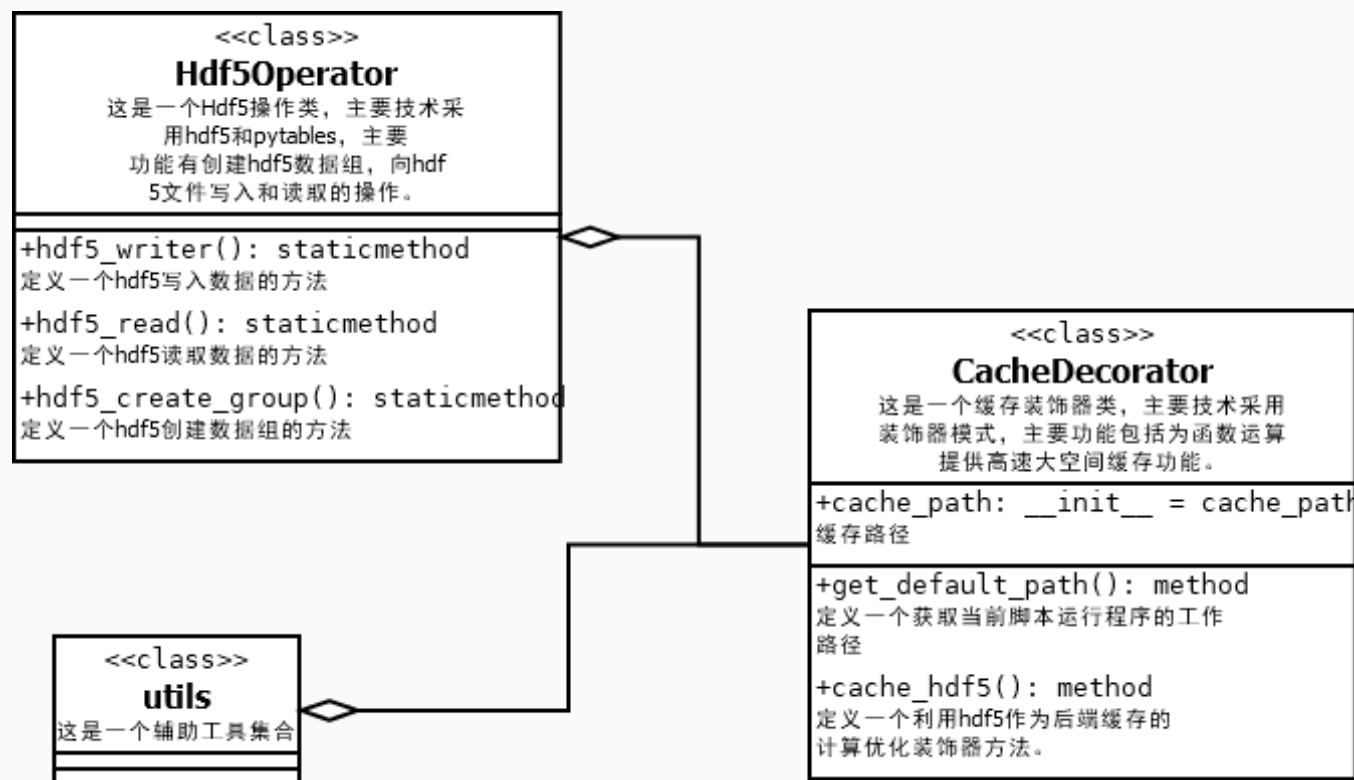 <<class>>
Hdf5Operator
这是一个Hdf5操作类，主要技术采
用hdf5和pytables，主要
功能有创建hdf5数据组，向hdf
5文件写入和读取的操作。
+hdf5_writer(): staticmethod
定义一个hdf5写入数据的方法
+hdf5_read(): staticmethod
定义一个hdf5读取数据的方法
+hdf5_create_group(): staticmethod
定义一个hdf5创建数据组的方法
<<class>>
CacheDecorator
这是一个缓存装饰器类，主要技术采用
装饰器模式，主要功能包括为函数运算
提供高速大空间缓存功能。
+cache_path: __init__ = cache_path
缓存路径
+get_default_path(): method
定义一个获取当前脚本运行程序的工作
路径
+cache_hdf5(): method
定义一个利用hdf5作为后端缓存的
计算优化装饰器方法。
<<class>>
utils
这是一个辅助工具集合